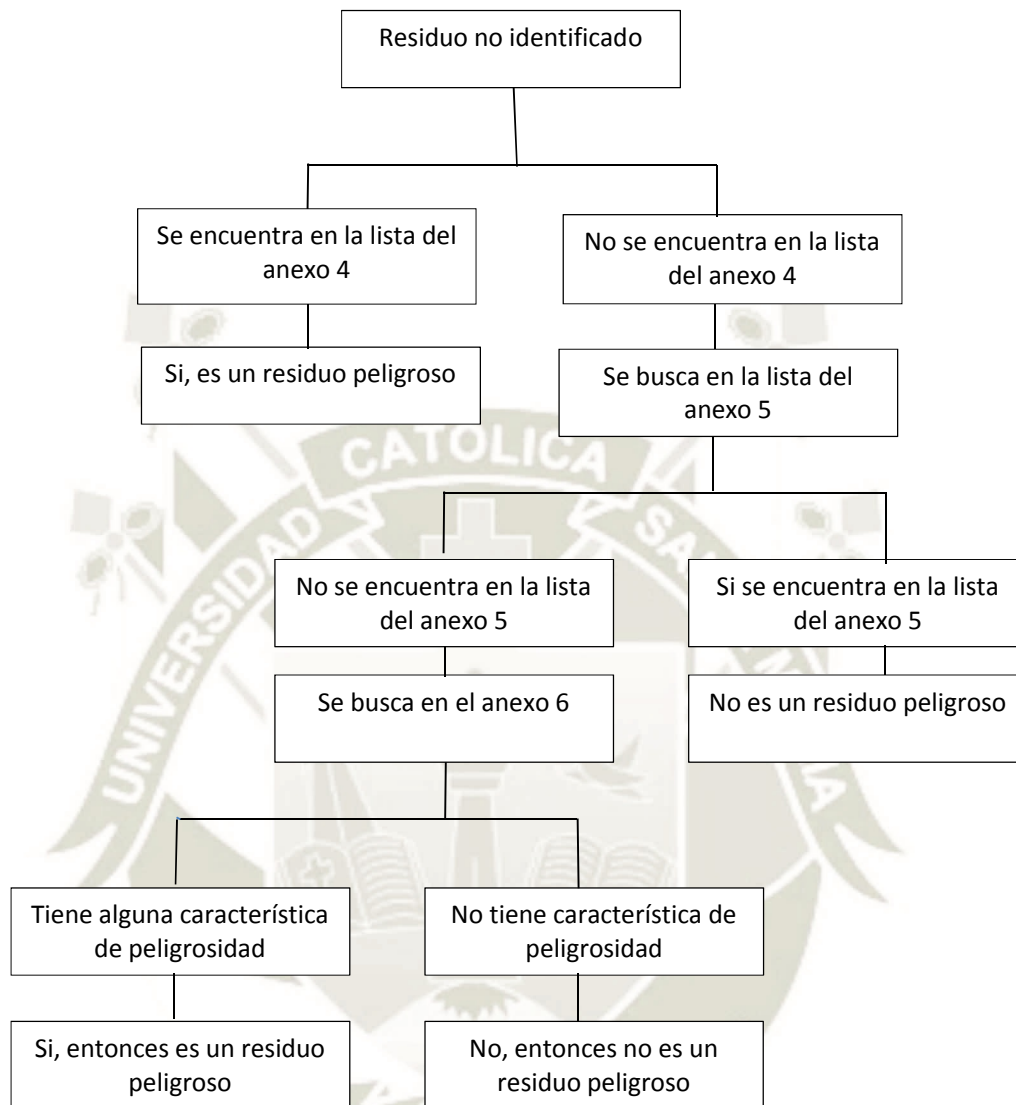 Residuo no identificado
Se encuentra en la lista del
anexo 4
No se encuentra en la lista
del anexo 4
Si, es un residuo peligroso
Se busca en la lista del
anexo 5
No se encuentra en la lista
del anexo 5
Si se encuentra en la lista
del anexo 5
Se busca en el anexo 6
No es un residuo peligroso
Tiene alguna característica
de peligrosidad
No tiene característica de
peligrosidad
Si, entonces es un residuo
peligroso
No, entonces no es un
residuo peligroso
UNIVERSIDAD
CATOLICA